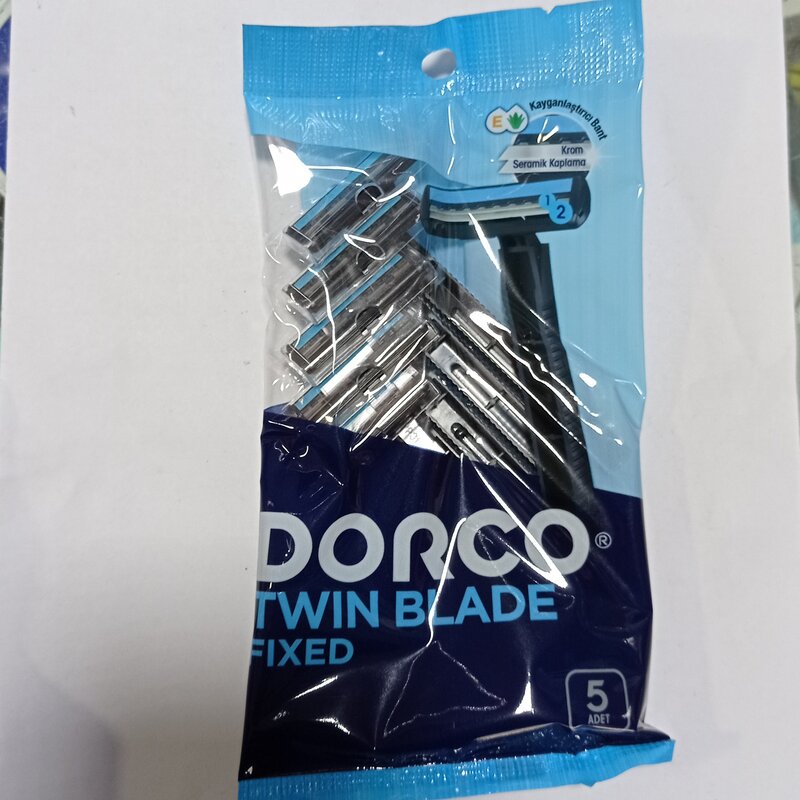 E
Kayganlaştırıcı Bant
Krom
Seramik Kaplama
1
2
DORCO®
TWIN BLADE
FIXED
5
ADET